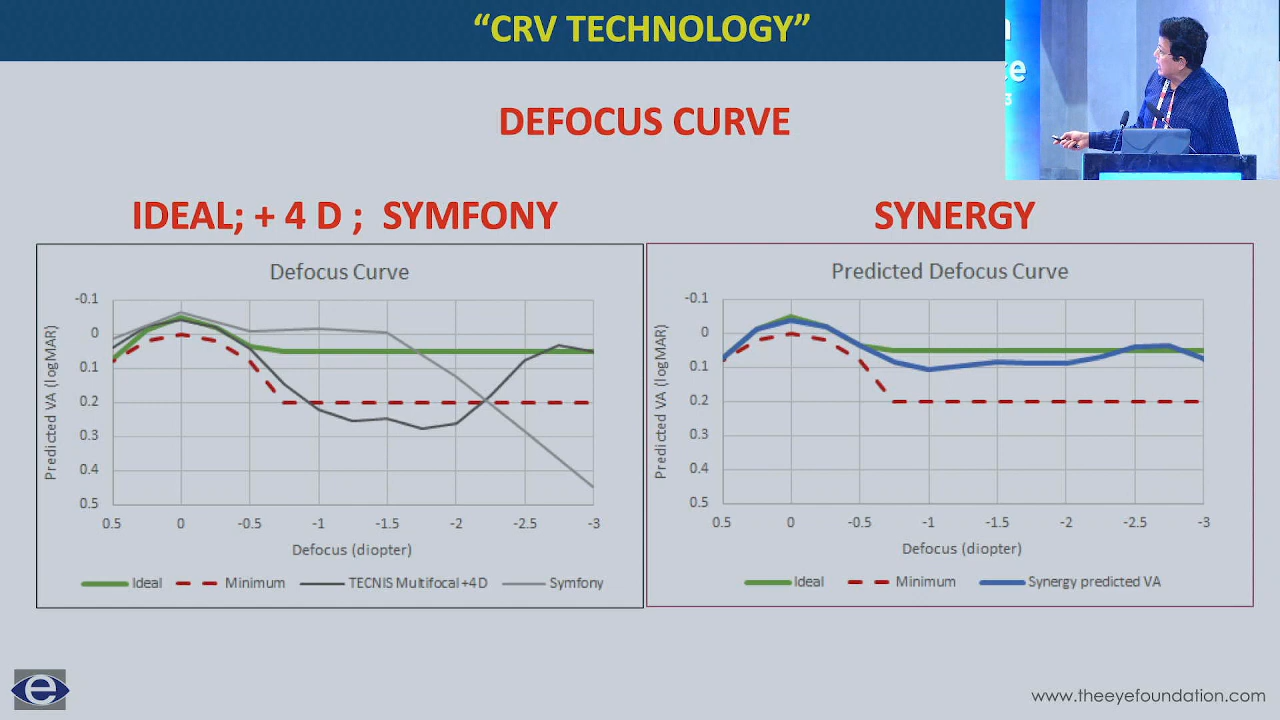 “CRV TECHNOLOGY”
DEFOCUS CURVE
IDEAL; + 4 D ; SYMFONY
SYNERGY
Defocus Curve
-0.1
0
0.1
0.2
0.3
0.4
0.5
Predicted VA (logMAR)
0.5 0 -0.5 -1 -1.5 -2 -2.5 -3
Defocus (diopter)
Ideal Minimum TECNIS Multifocal +4 D Symfony
Predicted Defocus Curve
-0.1
0
0.1
0.2
0.3
0.4
0.5
Predicted VA (logMAR)
0.5 0 -0.5 -1 -1.5 -2 -2.5 -3
Defocus (diopter)
Ideal Minimum Synergy predicted VA
e
www.theeyefoundation.com